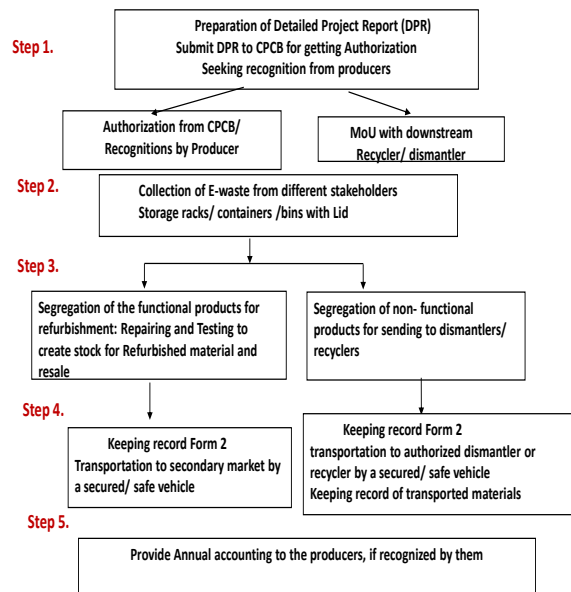 Step 1.
Preparation of Detailed Project Report (DPR)
Submit DPR to CPCB for getting Authorization
Seeking recognition from producers
Authorization from CPCB/
Recognitions by Producer
MoU with downstream
Recycler/ dismantler
Step 2.
Collection of E-waste from different stakeholders
Storage racks/ containers /bins with Lid
Step 3.
Segregation of the functional products for
refurbishment: Repairing and Testing to
create stock for Refurbished material and
resale
Segregation of non- functional
products for sending to dismantlers/
recyclers
Step 4.
Keeping record Form 2
Transportation to secondary market by
a secured/ safe vehicle
Keeping record Form 2
transportation to authorized dismantler or
recycler by a secured/ safe vehicle
Keeping record of transported materials
Step 5.
Provide Annual accounting to the producers, if recognized by them